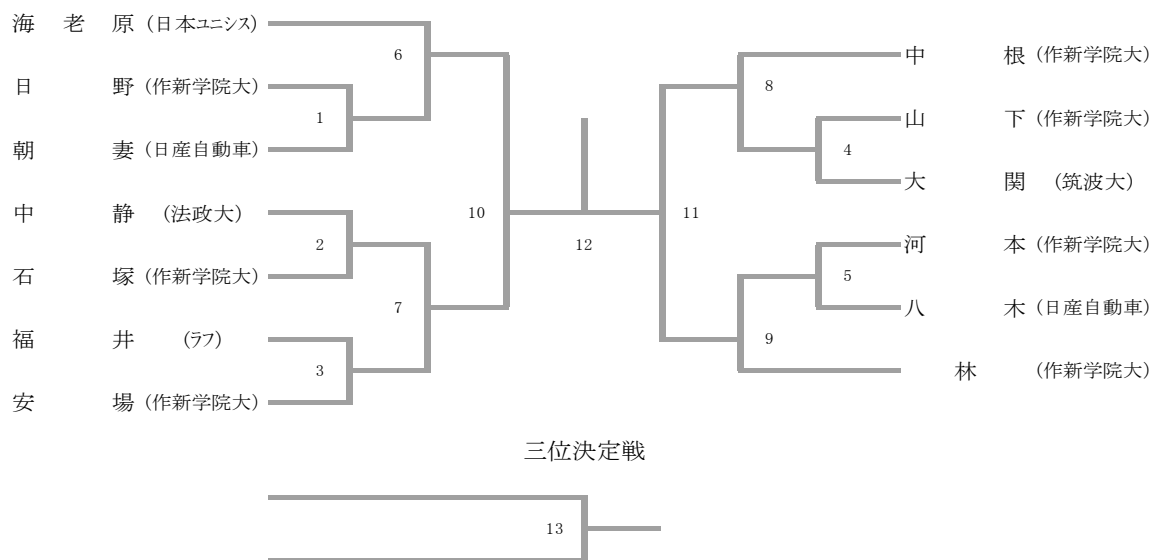 海老原 (日本ユニシス)
6
日野 (作新学院大)
1
朝妻 (日産自動車)
10
中静 (法政大)
2
石塚 (作新学院大)
7
福井 (ラフ)
3
安場 (作新学院大)
12
中根 (作新学院大)
8
山下 (作新学院大)
4
大関 (筑波大)
11
河本 (作新学院大)
5
八木 (日産自動車)
9
林 (作新学院大)
三位決定戦
13